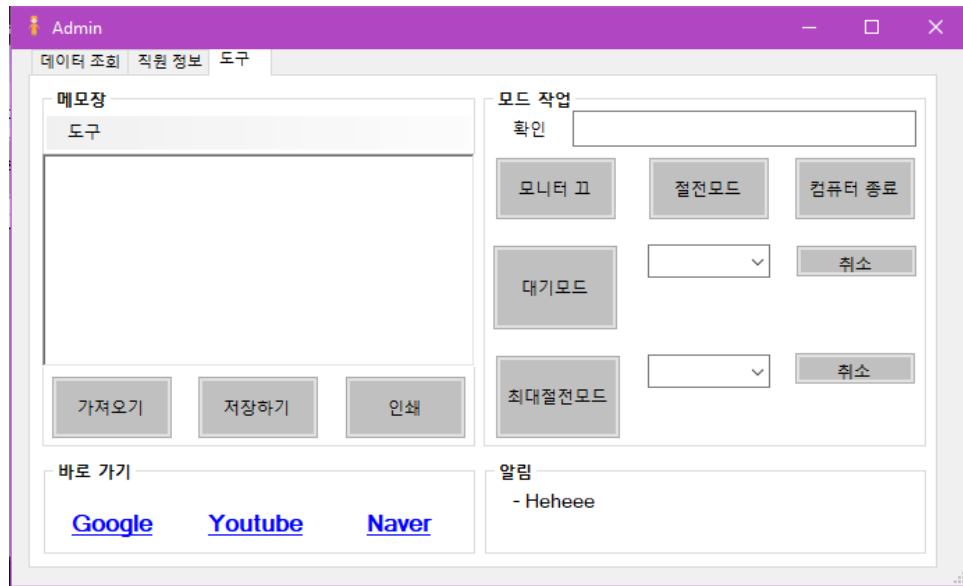 Admin
데이터 조회 직원 정보 도구
메모장
도구
가져오기 저장하기 인쇄
모드 작업
확인
모니터 끄 절전모드 컴퓨터 종료
대기모드 취소
최대절전모드 취소
바로 가기
Google Youtube Naver
알림
- Heheee